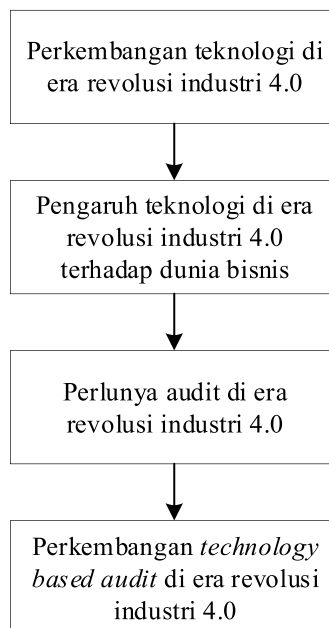 Perkembangan teknologi di
era revolusi industri 4.0
Pengaruh teknologi di era
revolusi industri 4.0
terhadap dunia bisnis
Perlunya audit di era
revolusi industri 4.0
Perkembangan technology
based audit di era revolusi
industri 4.0